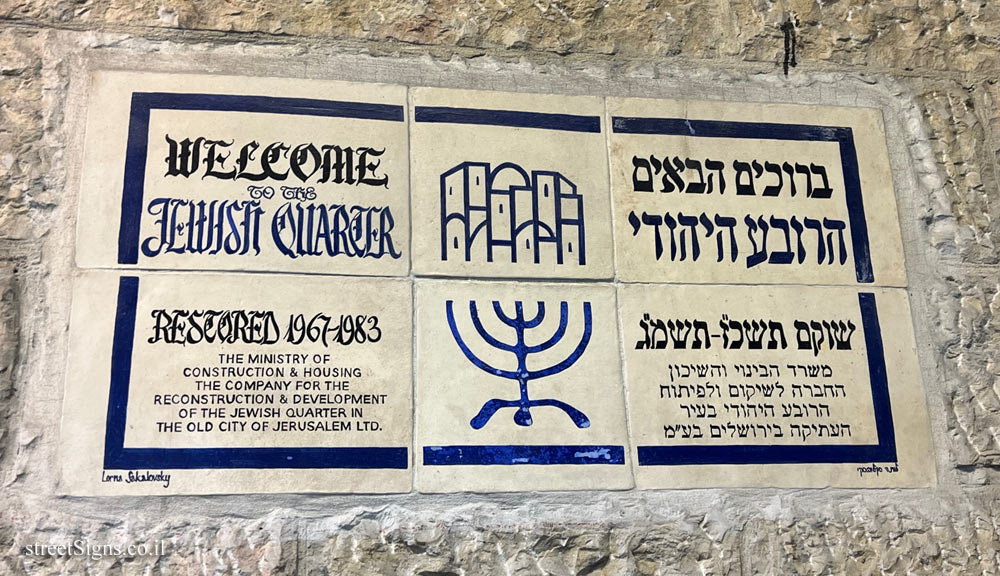 WELCOME
TO THE
JEWISH QUARTER
ברוכים הבאים
הרובע היהודי
RESTORED 1967-1983
THE MINISTRY OF
CONSTRUCTION & HOUSING
THE COMPANY FOR THE
RECONSTRUCTION & DEVELOPMENT
OF THE JEWISH QUARTER IN
THE OLD CITY OF JERUSALEM LTD.
שוקם תשכ"ז-תשמ"ג
משרד הבינוי והשיכון
החברה לשיקום ולפיתוח
הרובע היהודי בעיר
העתיקה בירושלים בע"מ
Lorna Sakalovsky
streetSigns.co.il